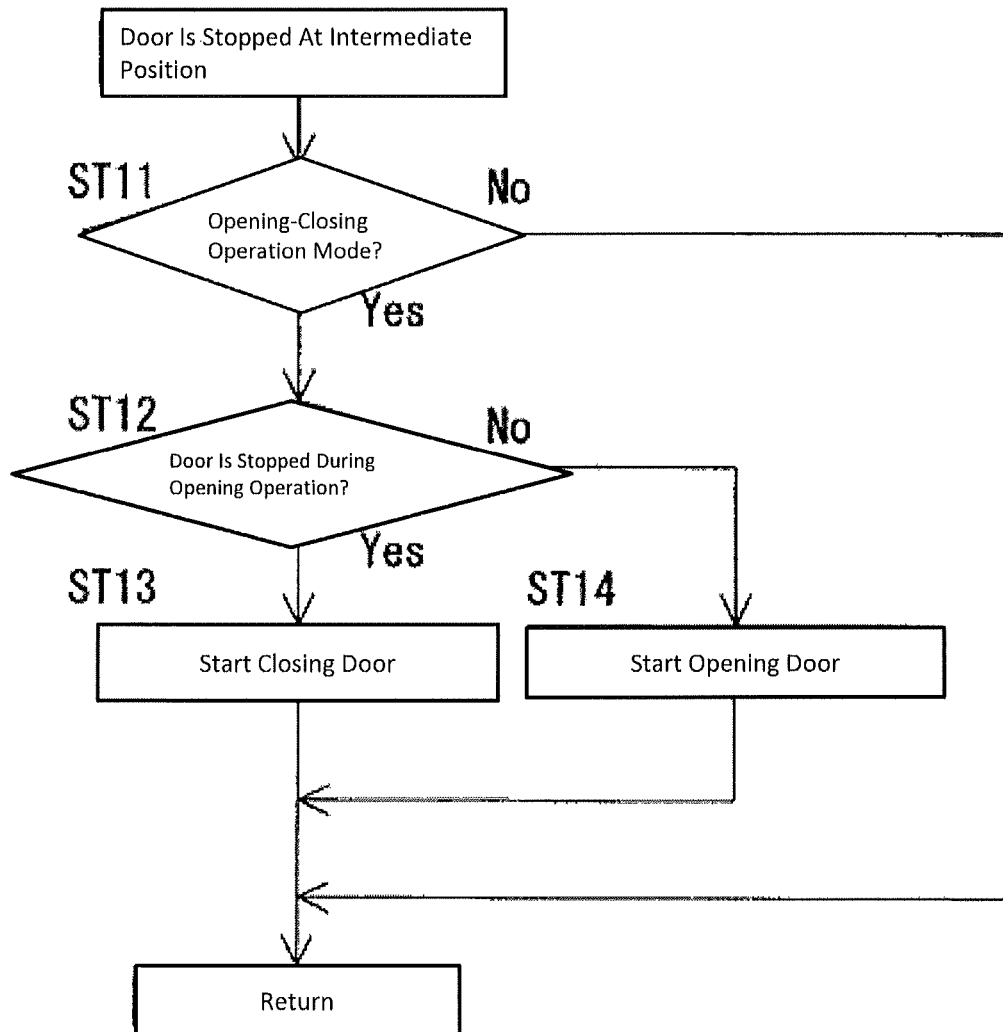 Door Is Stopped At Intermediate
Position
ST11
No
Opening-Closing
Operation Mode?
Yes
ST12
No
Door Is Stopped During
Opening Operation?
Yes
ST13
ST14
Start Closing Door
Start Opening Door
Return